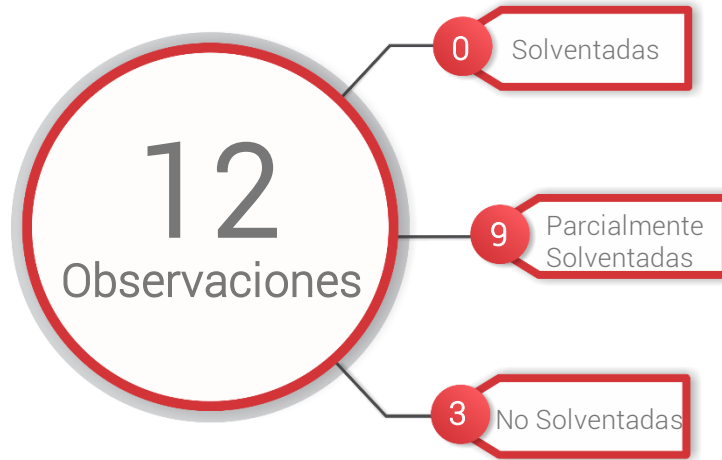 12
Observaciones
0
Solventadas
9
Parcialmente
Solventadas
3
No Solventadas